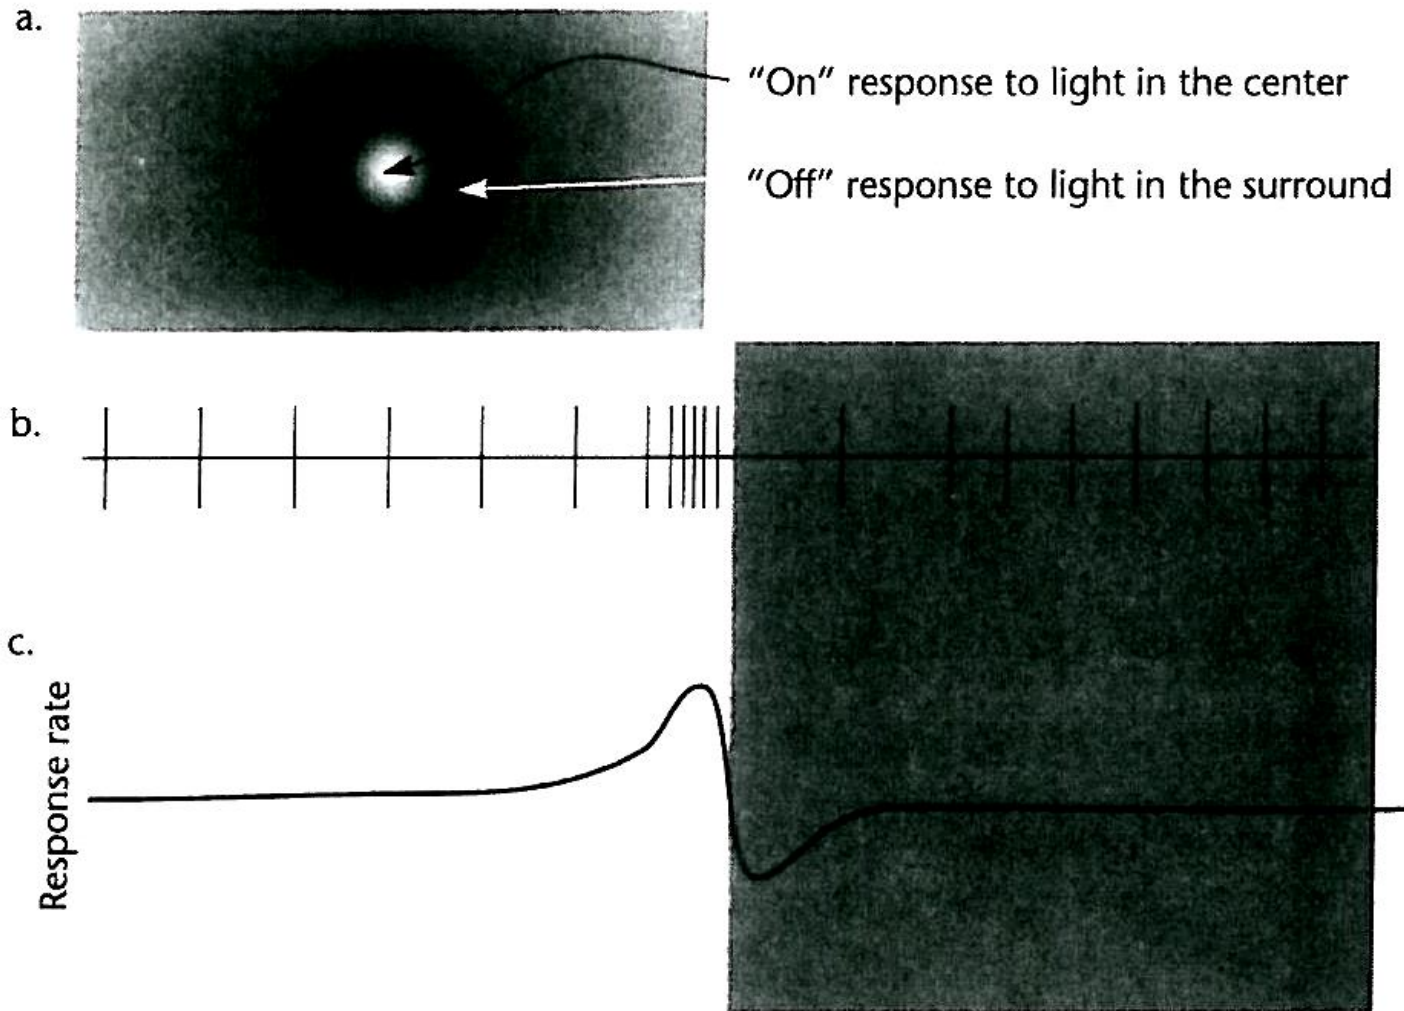 a.
"On" response to light in the center
"Off" response to light in the surround
b.
c.
Response rate